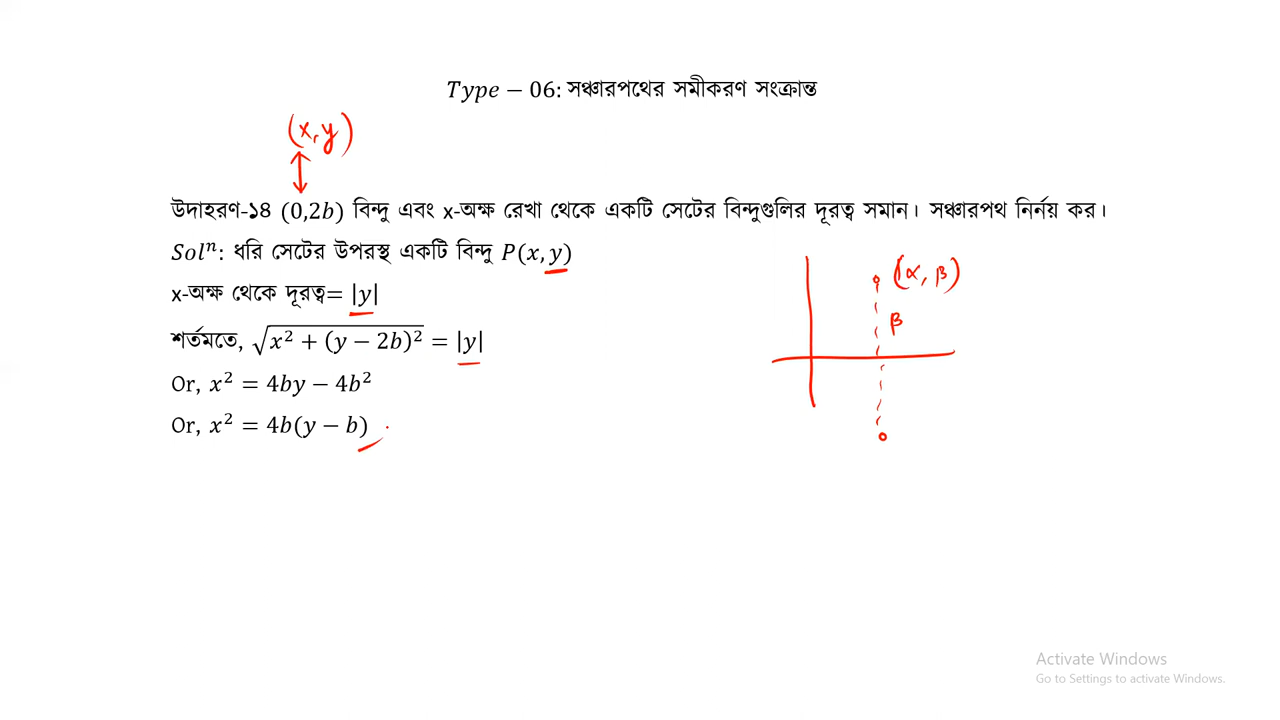 Type − 06: সঞ্চারপথের সমীকরণ সংক্রান্ত
(x, y)
উদাহরণ-১৪ (0,2b) বিন্দু এবং x-অক্ষ রেখা থেকে একটি সেটের বিন্দুগুলির দূরত্ব সমান। সঞ্চারপথ নির্নয় কর।
Solⁿ: ধরি সেটের উপরস্থ একটি বিন্দু P(x, y)
(α, β)
x-অক্ষ থেকে দূরত্ব= |y|
β
শর্তমতে, √(x² + (y − 2b)²) = |y|
Or, x² = 4by − 4b²
Or, x² = 4b(y − b)
Activate Windows
Go to Settings to activate Windows.